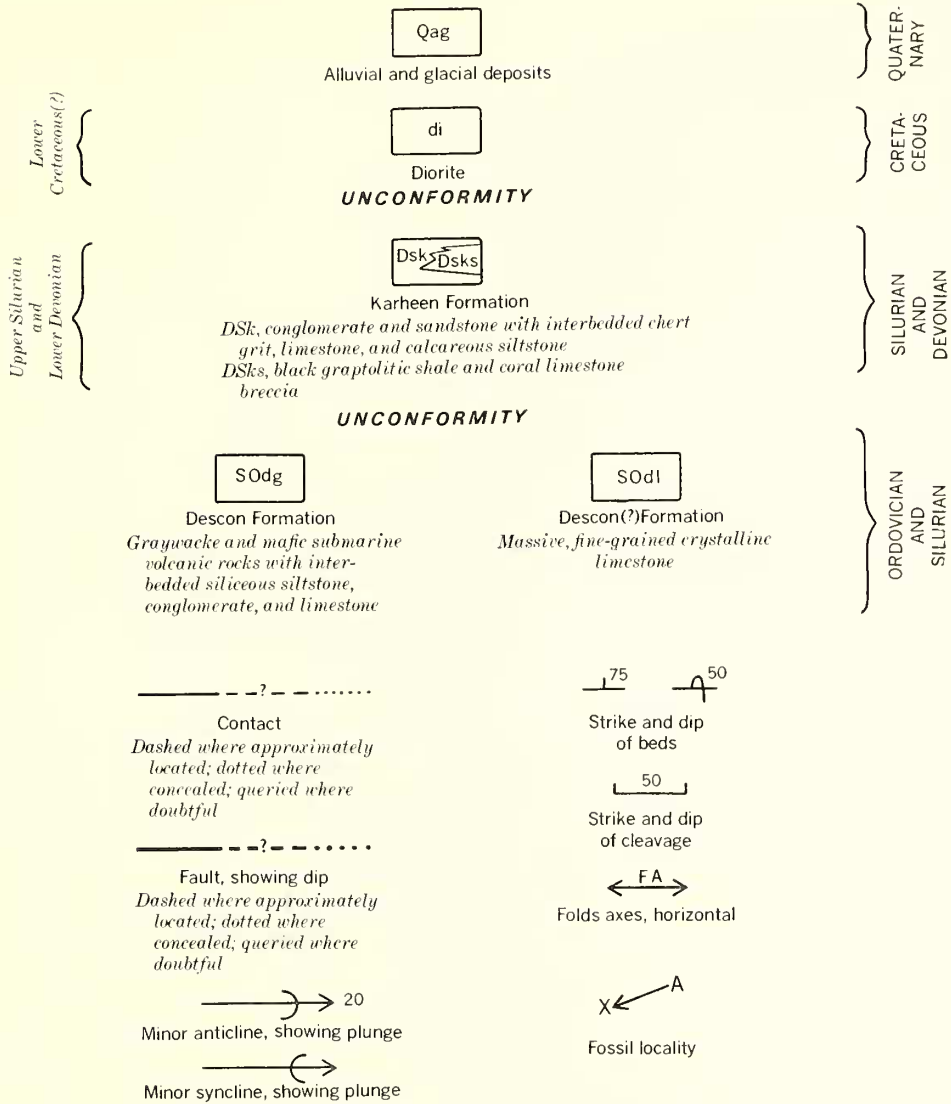 Qag
Alluvial and glacial deposits
QUATER-
NARY
Lower
Cretaceous(?)
di
Diorite
CRETA-
CEOUS
UNCONFORMITY
Upper Silurian
and
Lower Devonian
Dsk Dsks
Karheen Formation
DSk, conglomerate and sandstone with interbedded chert
grit, limestone, and calcareous siltstone
DSks, black graptolitic shale and coral limestone
breccia
SILURIAN
AND
DEVONIAN
UNCONFORMITY
SOdg
Descon Formation
Graywacke and mafic submarine
volcanic rocks with inter-
bedded siliceous siltstone,
conglomerate, and limestone
SOdl
Descon(?)Formation
Massive, fine-grained crystalline
limestone
ORDOVICIAN
AND
SILURIAN
?
Contact
Dashed where approximately
located; dotted where
concealed; queried where
doubtful
?
Fault, showing dip
Dashed where approximately
located; dotted where
concealed; queried where
doubtful
20
Minor anticline, showing plunge
Minor syncline, showing plunge
75 50
Strike and dip
of beds
50
Strike and dip
of cleavage
FA
Folds axes, horizontal
X A
Fossil locality